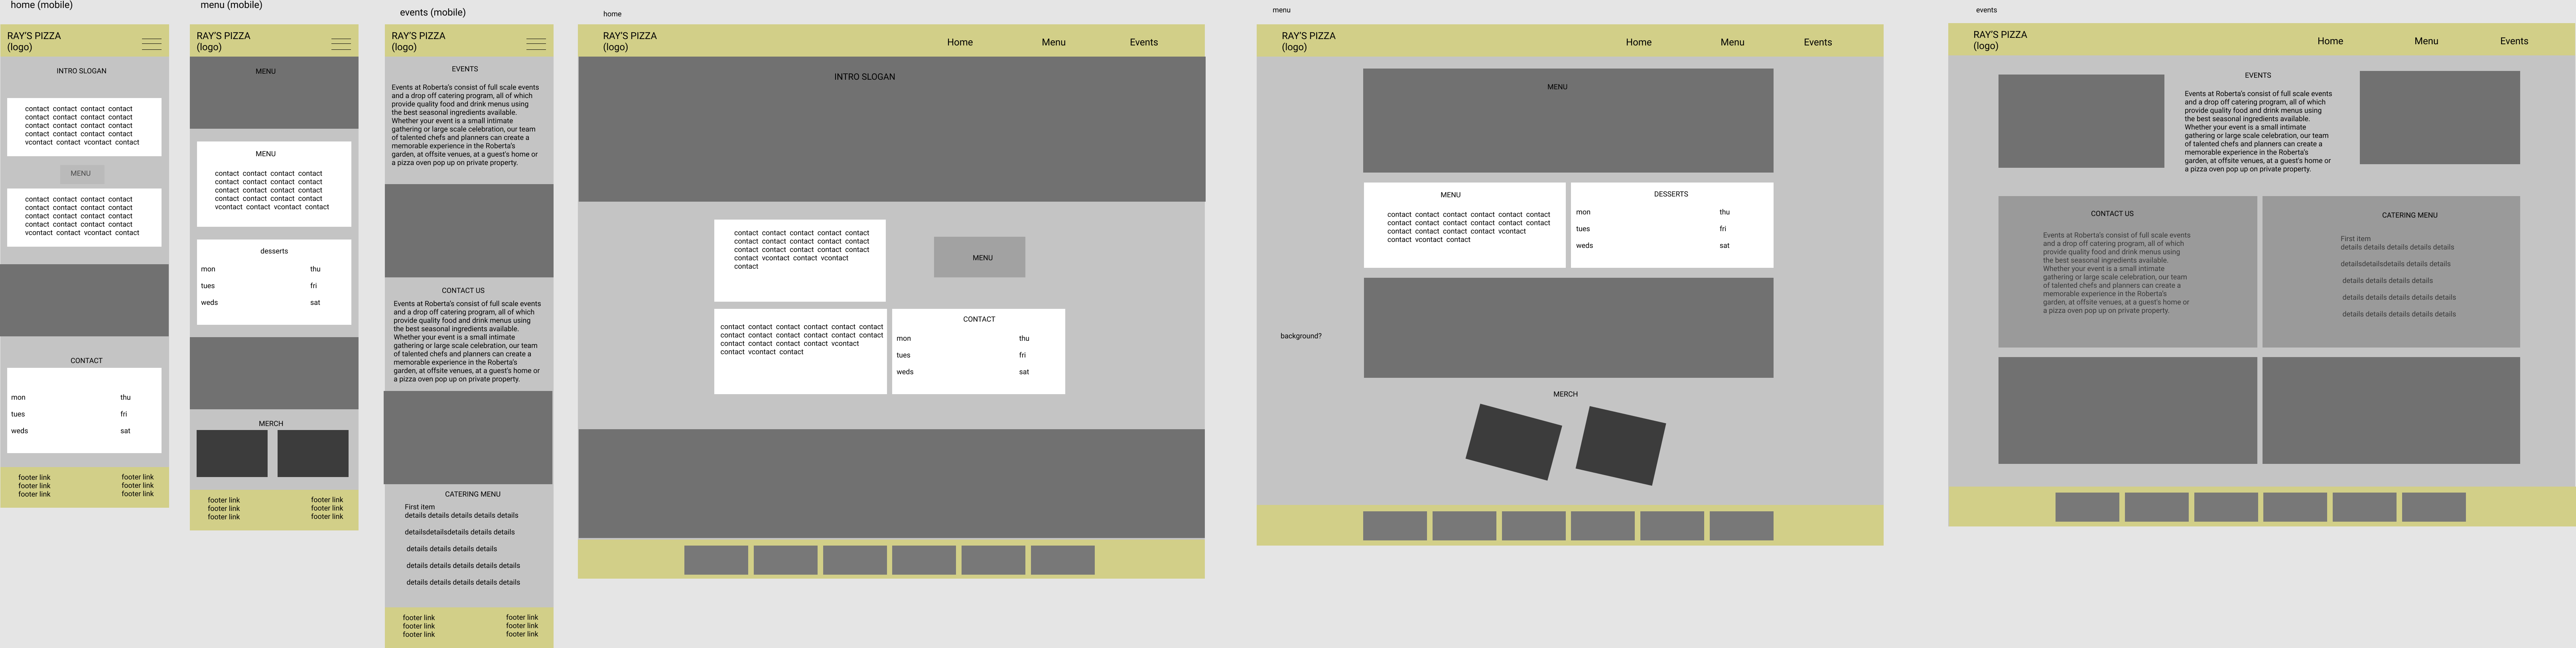 home (mobile)
RAY'S PIZZA
(logo)
INTRO SLOGAN
contact contact contact contact
contact contact contact contact
contact contact contact contact
contact contact contact contact
vcontact contact vcontact contact
MENU
contact contact contact contact
contact contact contact contact
contact contact contact contact
contact contact contact contact
vcontact contact vcontact contact
CONTACT
mon thu
tues fri
weds sat
footer link footer link
footer link footer link
footer link footer link
menu (mobile)
RAY'S PIZZA
(logo)
MENU
MENU
contact contact contact contact
contact contact contact contact
contact contact contact contact
contact contact contact contact
vcontact contact vcontact contact
desserts
mon thu
tues fri
weds sat
MERCH
footer link footer link
footer link footer link
footer link footer link
events (mobile)
RAY'S PIZZA
(logo)
EVENTS
Events at Roberta's consist of full scale events
and a drop off catering program, all of which
provide quality food and drink menus using
the best seasonal ingredients available.
Whether your event is a small intimate
gathering or large scale celebration, our team
of talented chefs and planners can create a
memorable experience in the Roberta's
garden, at offsite venues, at a guest's home or
a pizza oven pop up on private property.
CONTACT US
Events at Roberta's consist of full scale events
and a drop off catering program, all of which
provide quality food and drink menus using
the best seasonal ingredients available.
Whether your event is a small intimate
gathering or large scale celebration, our team
of talented chefs and planners can create a
memorable experience in the Roberta's
garden, at offsite venues, at a guest's home or
a pizza oven pop up on private property.
CATERING MENU
First item
details details details details details
detailsdetailsdetails details details
details details details details
details details details details details
details details details details details
footer link footer link
footer link footer link
footer link footer link
home
RAY'S PIZZA
(logo)
Home Menu Events
INTRO SLOGAN
contact contact contact contact contact
contact contact contact contact contact
contact contact contact contact contact
contact vcontact contact vcontact
contact
MENU
contact contact contact contact contact contact
contact contact contact contact contact contact
contact contact contact contact vcontact
contact vcontact contact
CONTACT
mon thu
tues fri
weds sat
menu
RAY'S PIZZA
(logo)
Home Menu Events
MENU
MENU
contact contact contact contact contact contact
contact contact contact contact contact contact
contact contact contact contact vcontact
contact vcontact contact
DESSERTS
mon thu
tues fri
weds sat
background?
MERCH
events
RAY'S PIZZA
(logo)
Home Menu Events
EVENTS
Events at Roberta's consist of full scale events
and a drop off catering program, all of which
provide quality food and drink menus using
the best seasonal ingredients available.
Whether your event is a small intimate
gathering or large scale celebration, our team
of talented chefs and planners can create a
memorable experience in the Roberta's
garden, at offsite venues, at a guest's home or
a pizza oven pop up on private property.
CONTACT US
Events at Roberta's consist of full scale events
and a drop off catering program, all of which
provide quality food and drink menus using
the best seasonal ingredients available.
Whether your event is a small intimate
gathering or large scale celebration, our team
of talented chefs and planners can create a
memorable experience in the Roberta's
garden, at offsite venues, at a guest's home or
a pizza oven pop up on private property.
CATERING MENU
First item
details details details details details
detailsdetailsdetails details details
details details details details
details details details details details
details details details details details